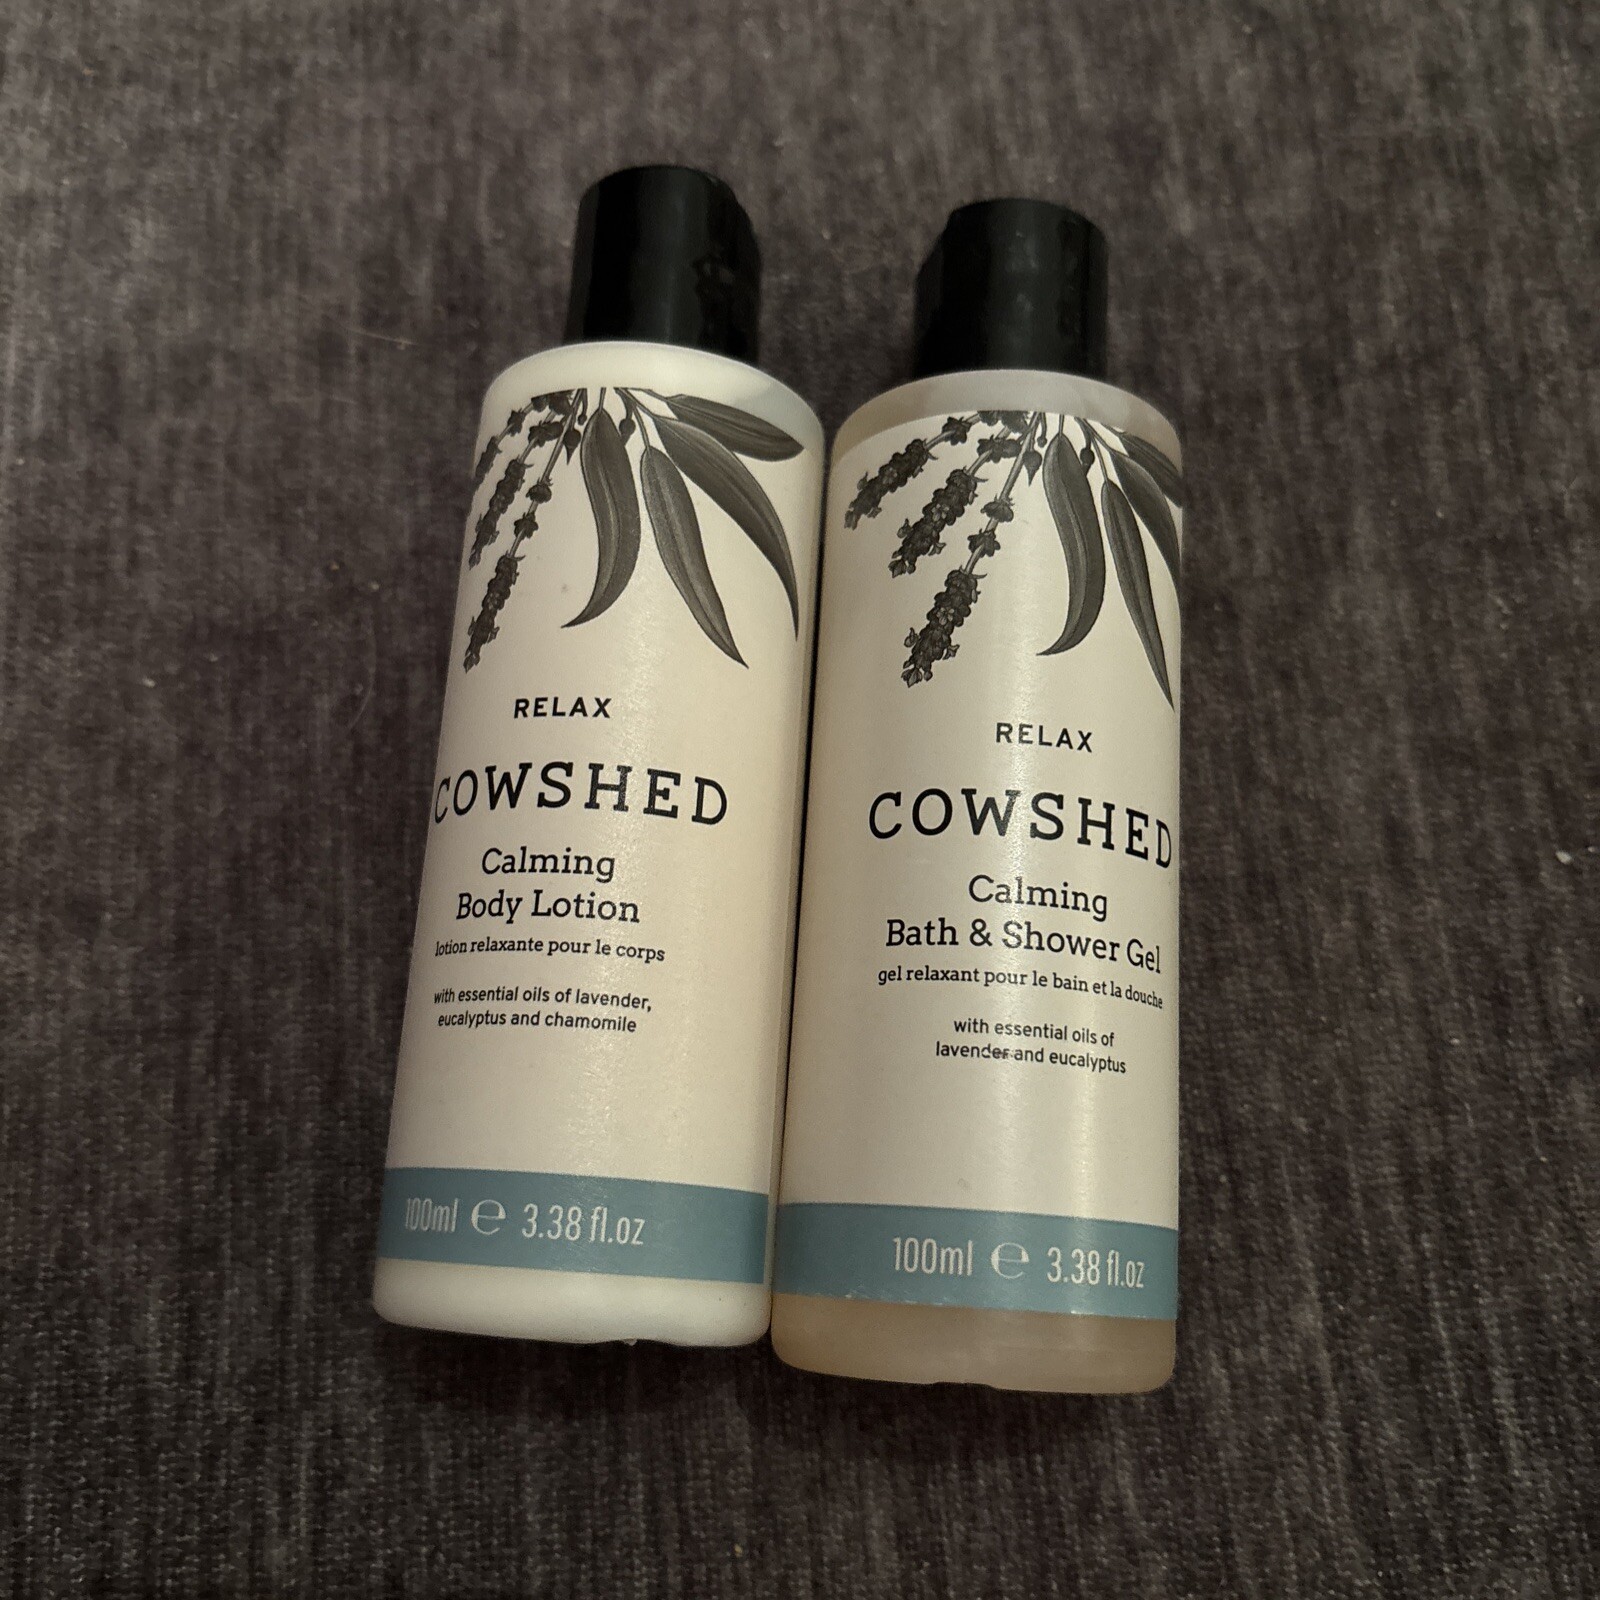 RELAX
COWSHED
Calming
Body Lotion
lotion relaxante pour le corps
with essential oils of lavender,
eucalyptus and chamomile
100ml ℮ 3.38 fl.oz
RELAX
COWSHED
Calming
Bath & Shower Gel
gel relaxant pour le bain et la douche
with essential oils of
lavender and eucalyptus
100ml ℮ 3.38 fl.oz